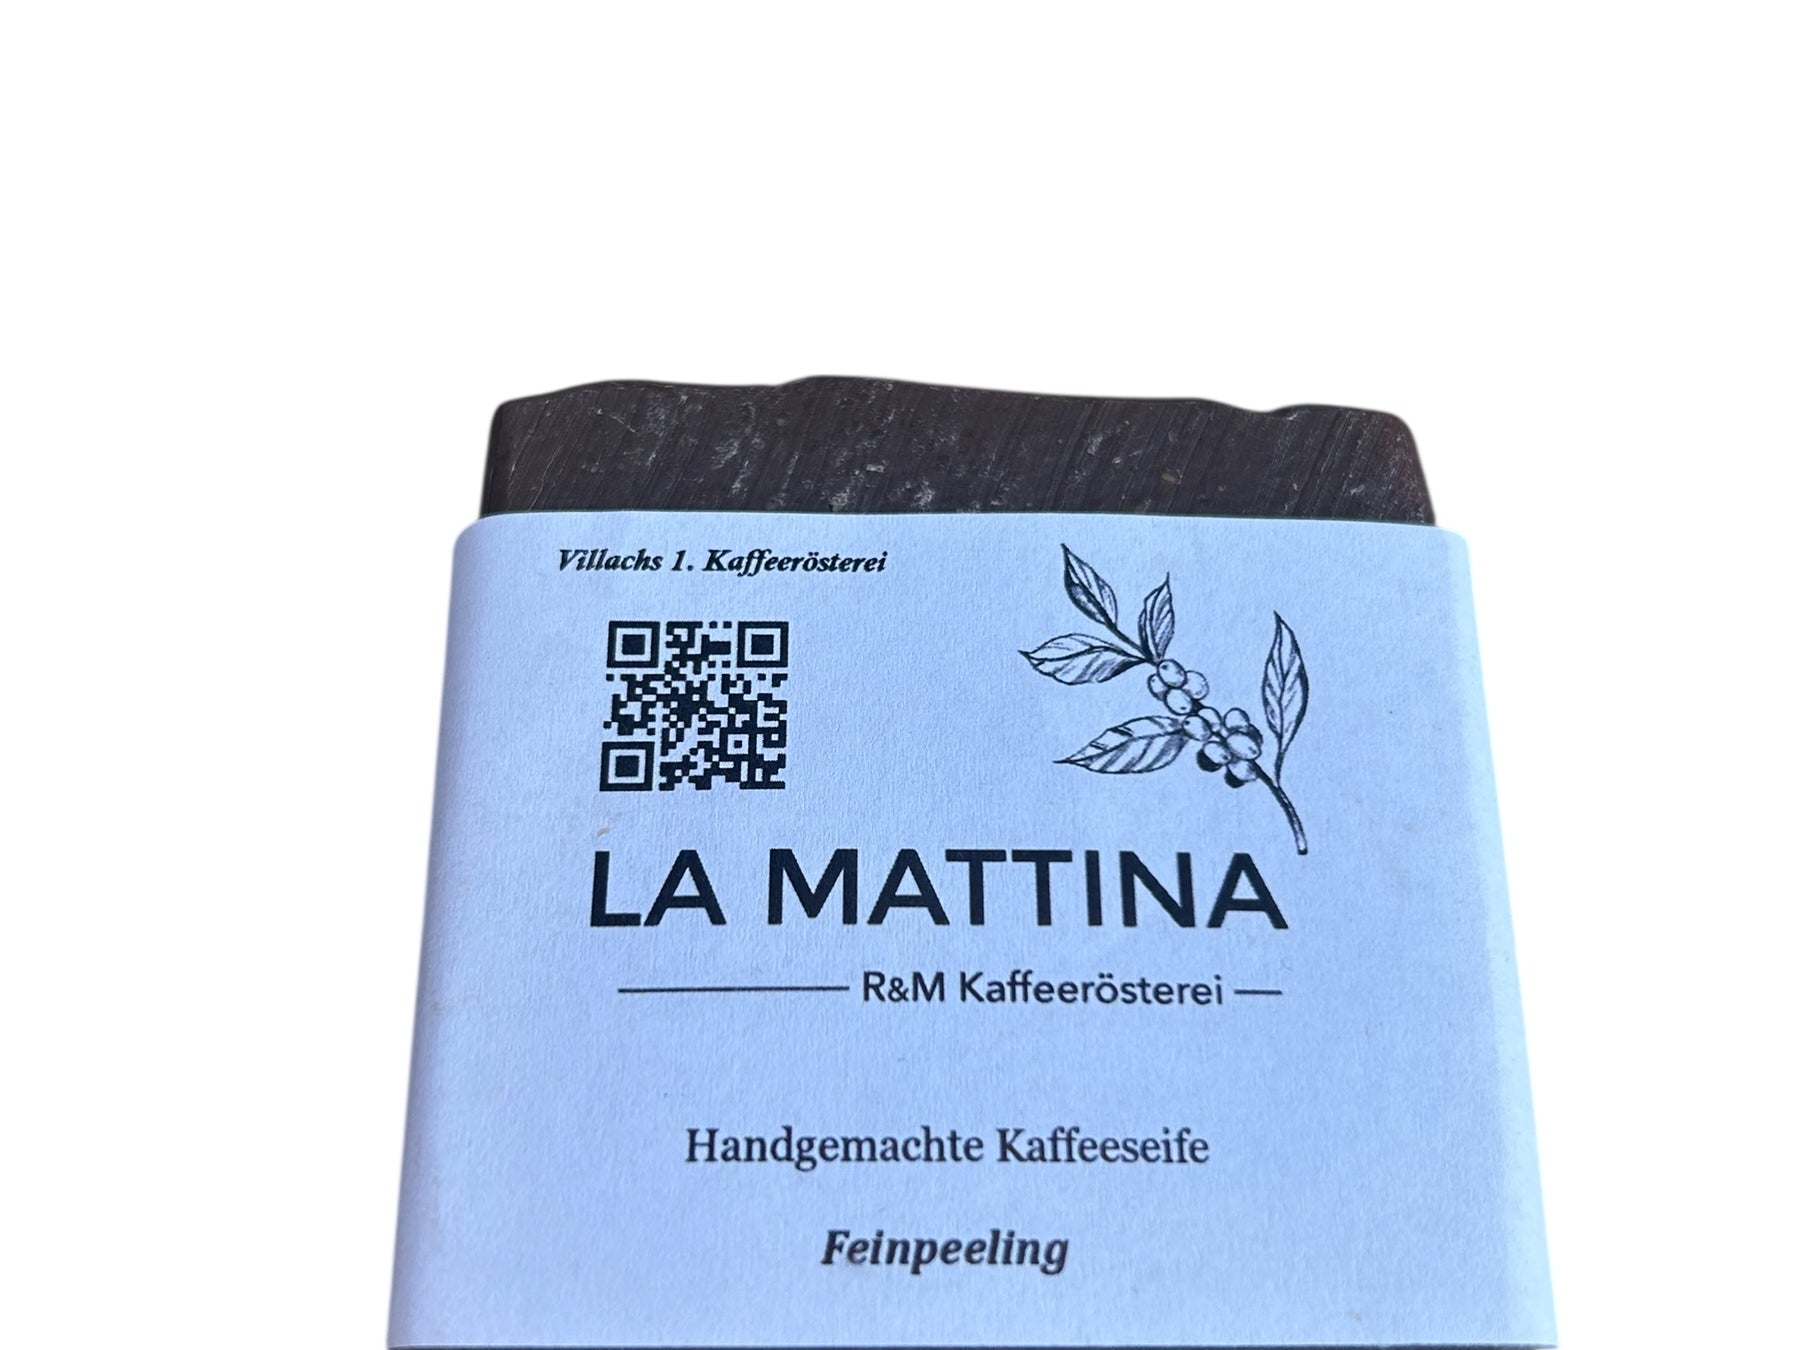 Villachs 1. Kaffeerösterei
LA MATTINA
R&M Kaffeerösterei
Handgemachte Kaffeeseife
Feinpeeling